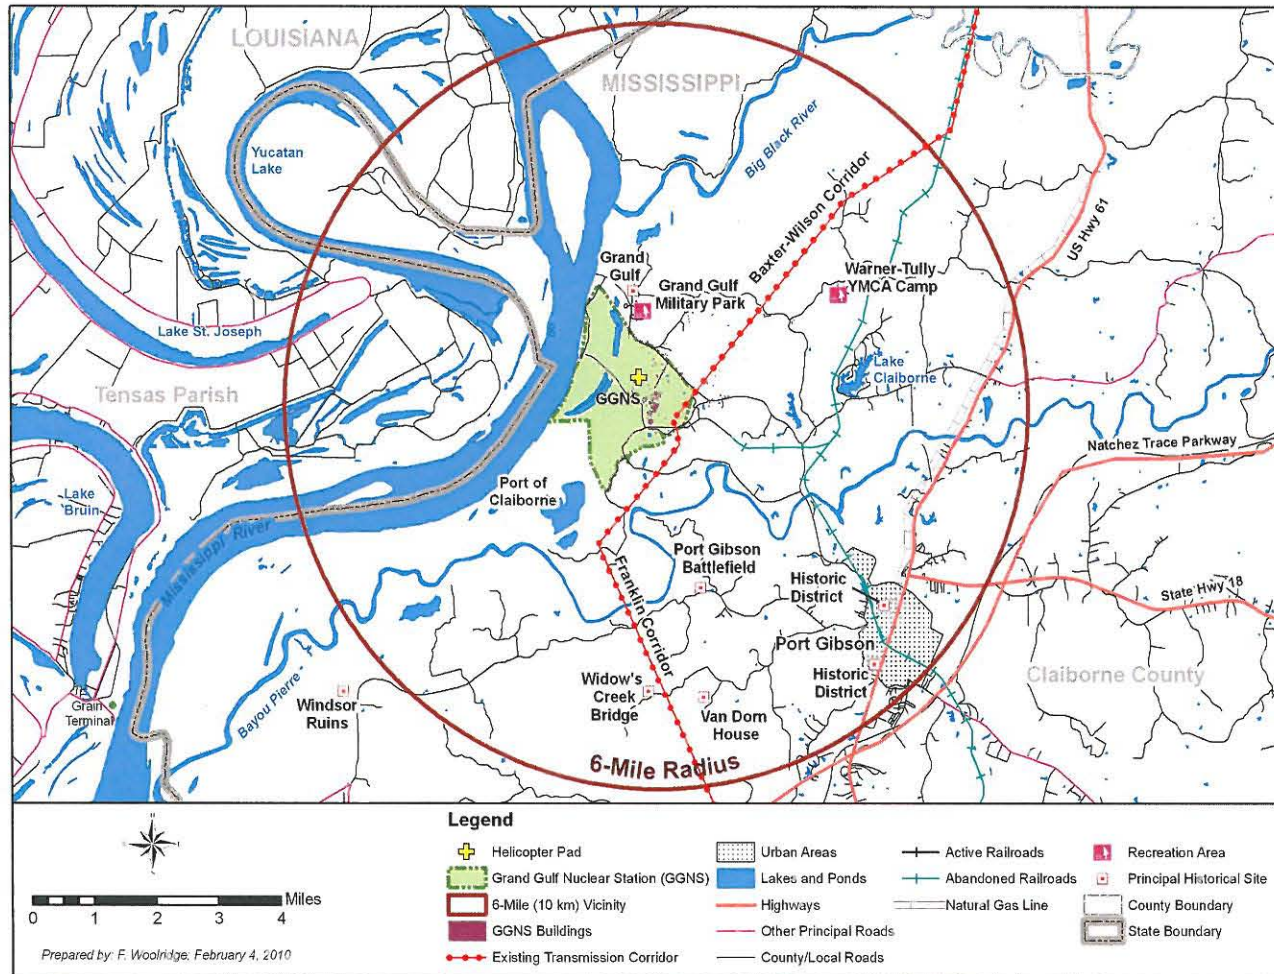 LOUISIANA
MISSISSIPPI
Yucatan
Lake
Big Black River
Baxter-Wilson Corridor
US Hwy 61
Grand
Gulf
Grand Gulf
Military Park
Warner-Tully
YMCA Camp
Lake St. Joseph
Lake
Claiborne
Tensas Parish
GGNS
Natchez Trace Parkway
Lake
Bruin
Port of
Claiborne
Mississippi River
Port Gibson
Battlefield
Franklin Corridor
Historic
District
State Hwy 18
Port Gibson
Claiborne County
Historic
District
Widow's
Creek
Bridge
Van Dorn
House
Windsor
Ruins
Bayou Pierre
Grain
Terminal
6-Mile Radius
Legend
Helicopter Pad
Grand Gulf Nuclear Station (GGNS)
6-Mile (10 km) Vicinity
GGNS Buildings
Existing Transmission Corridor
Urban Areas
Lakes and Ponds
Highways
Other Principal Roads
County/Local Roads
Active Railroads
Abandoned Railroads
Natural Gas Line
Recreation Area
Principal Historical Site
County Boundary
State Boundary
Miles
0 1 2 3 4
Prepared by: F. Woolridge; February 4, 2010